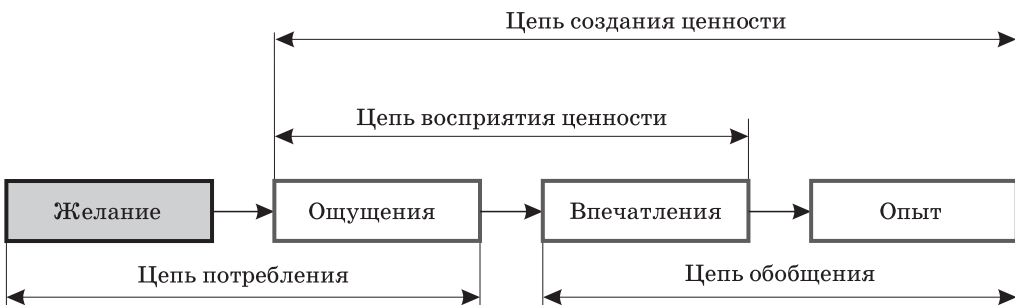 Цепь создания ценности
Цепь восприятия ценности
Желание
Ощущения
Впечатления
Опыт
Цепь потребления
Цепь обобщения